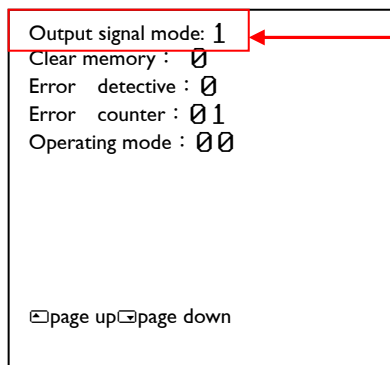 Output signal mode: 1
Clear memory： 0
Error detective：0
Error counter：01
Operating mode：00
page up page down